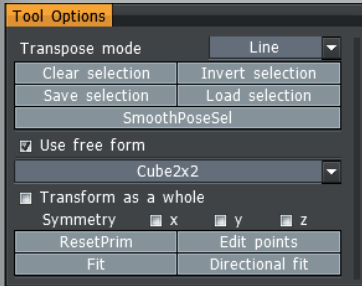 Tool Options
Transpose mode Line
Clear selection Invert selection
Save selection Load selection
SmoothPoseSel
Use free form
Cube2x2
Transform as a whole
Symmetry x y z
ResetPrim Edit points
Fit Directional fit